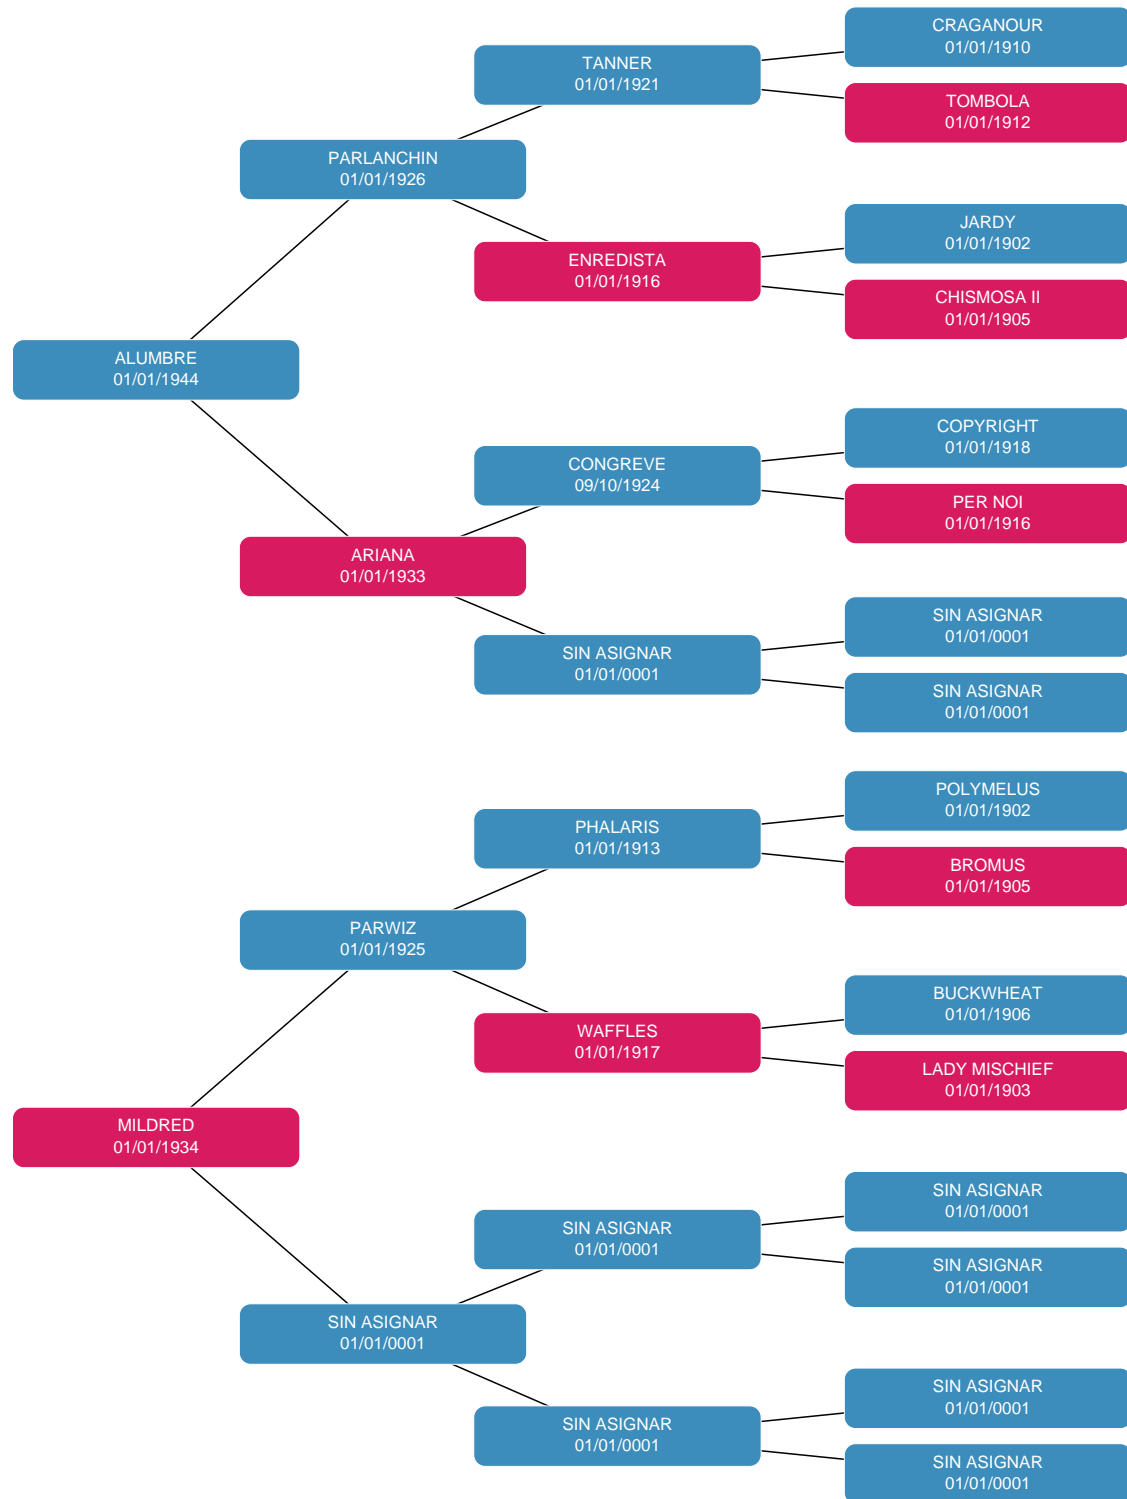 CRAGANOUR
01/01/1910
TANNER
01/01/1921
TOMBOLA
01/01/1912
PARLANCHIN
01/01/1926
JARDY
01/01/1902
ENREDISTA
01/01/1916
CHISMOSA II
01/01/1905
ALUMBRE
01/01/1944
COPYRIGHT
01/01/1918
CONGREVE
09/10/1924
PER NOI
01/01/1916
ARIANA
01/01/1933
SIN ASIGNAR
01/01/0001
SIN ASIGNAR
01/01/0001
SIN ASIGNAR
01/01/0001
POLYMELUS
01/01/1902
PHALARIS
01/01/1913
BROMUS
01/01/1905
PARWIZ
01/01/1925
BUCKWHEAT
01/01/1906
WAFFLES
01/01/1917
LADY MISCHIEF
01/01/1903
MILDRED
01/01/1934
SIN ASIGNAR
01/01/0001
SIN ASIGNAR
01/01/0001
SIN ASIGNAR
01/01/0001
SIN ASIGNAR
01/01/0001
SIN ASIGNAR
01/01/0001
SIN ASIGNAR
01/01/0001
SIN ASIGNAR
01/01/0001